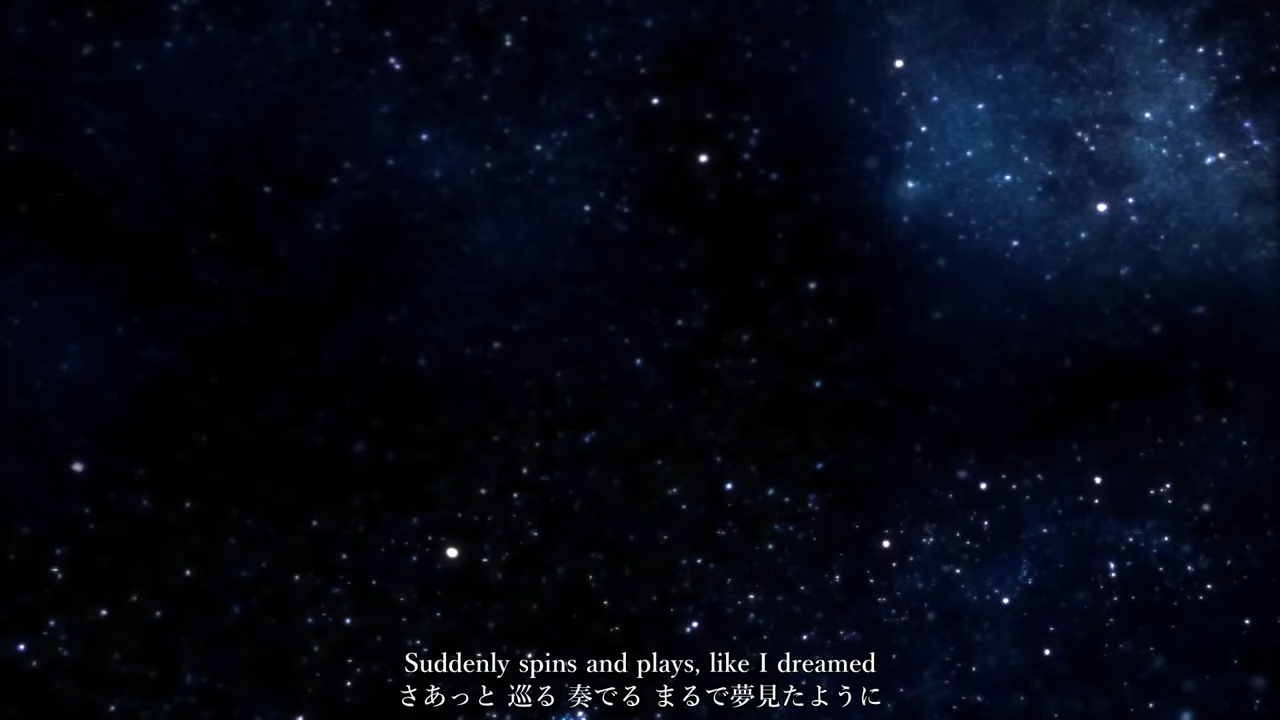 Suddenly spins and plays, like I dreamed
さあっと 巡る 奏でる まるで夢見たように